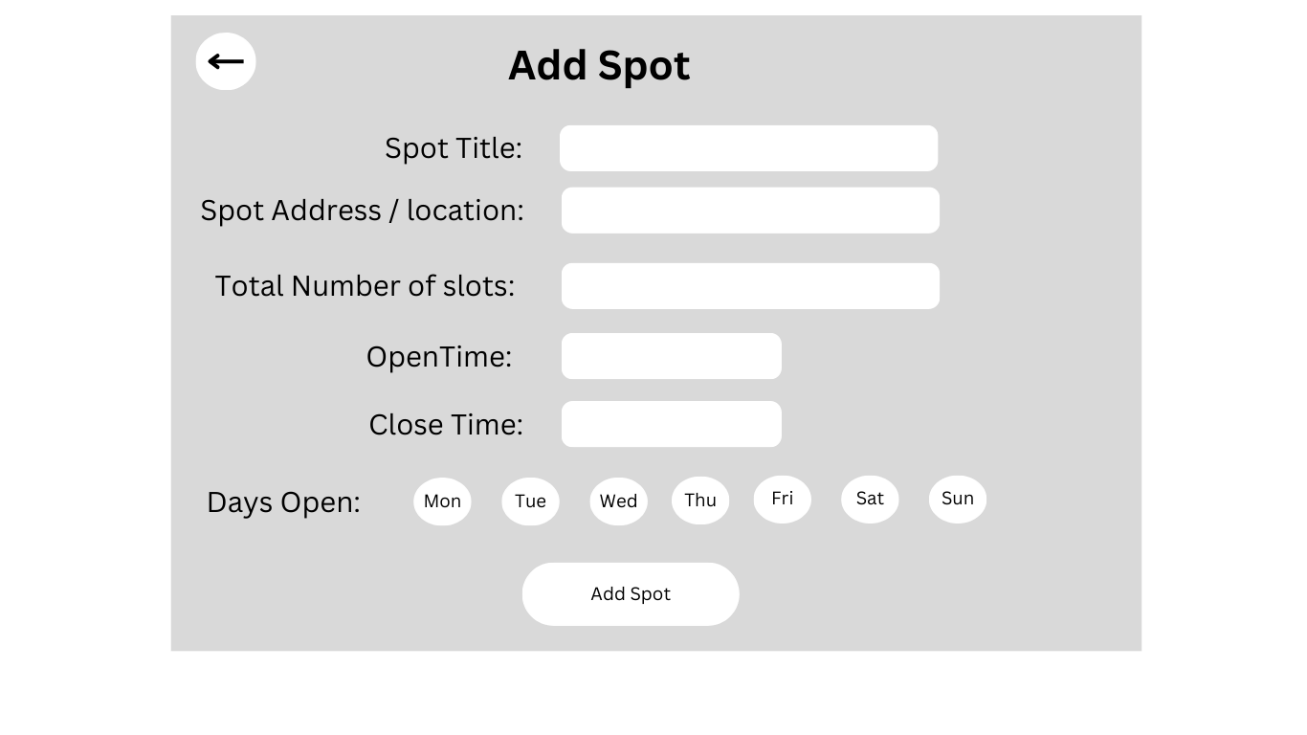 Add Spot
Spot Title:
Spot Address / location:
Total Number of slots:
OpenTime:
Close Time:
Days Open: Mon Tue Wed Thu Fri Sat Sun
Add Spot